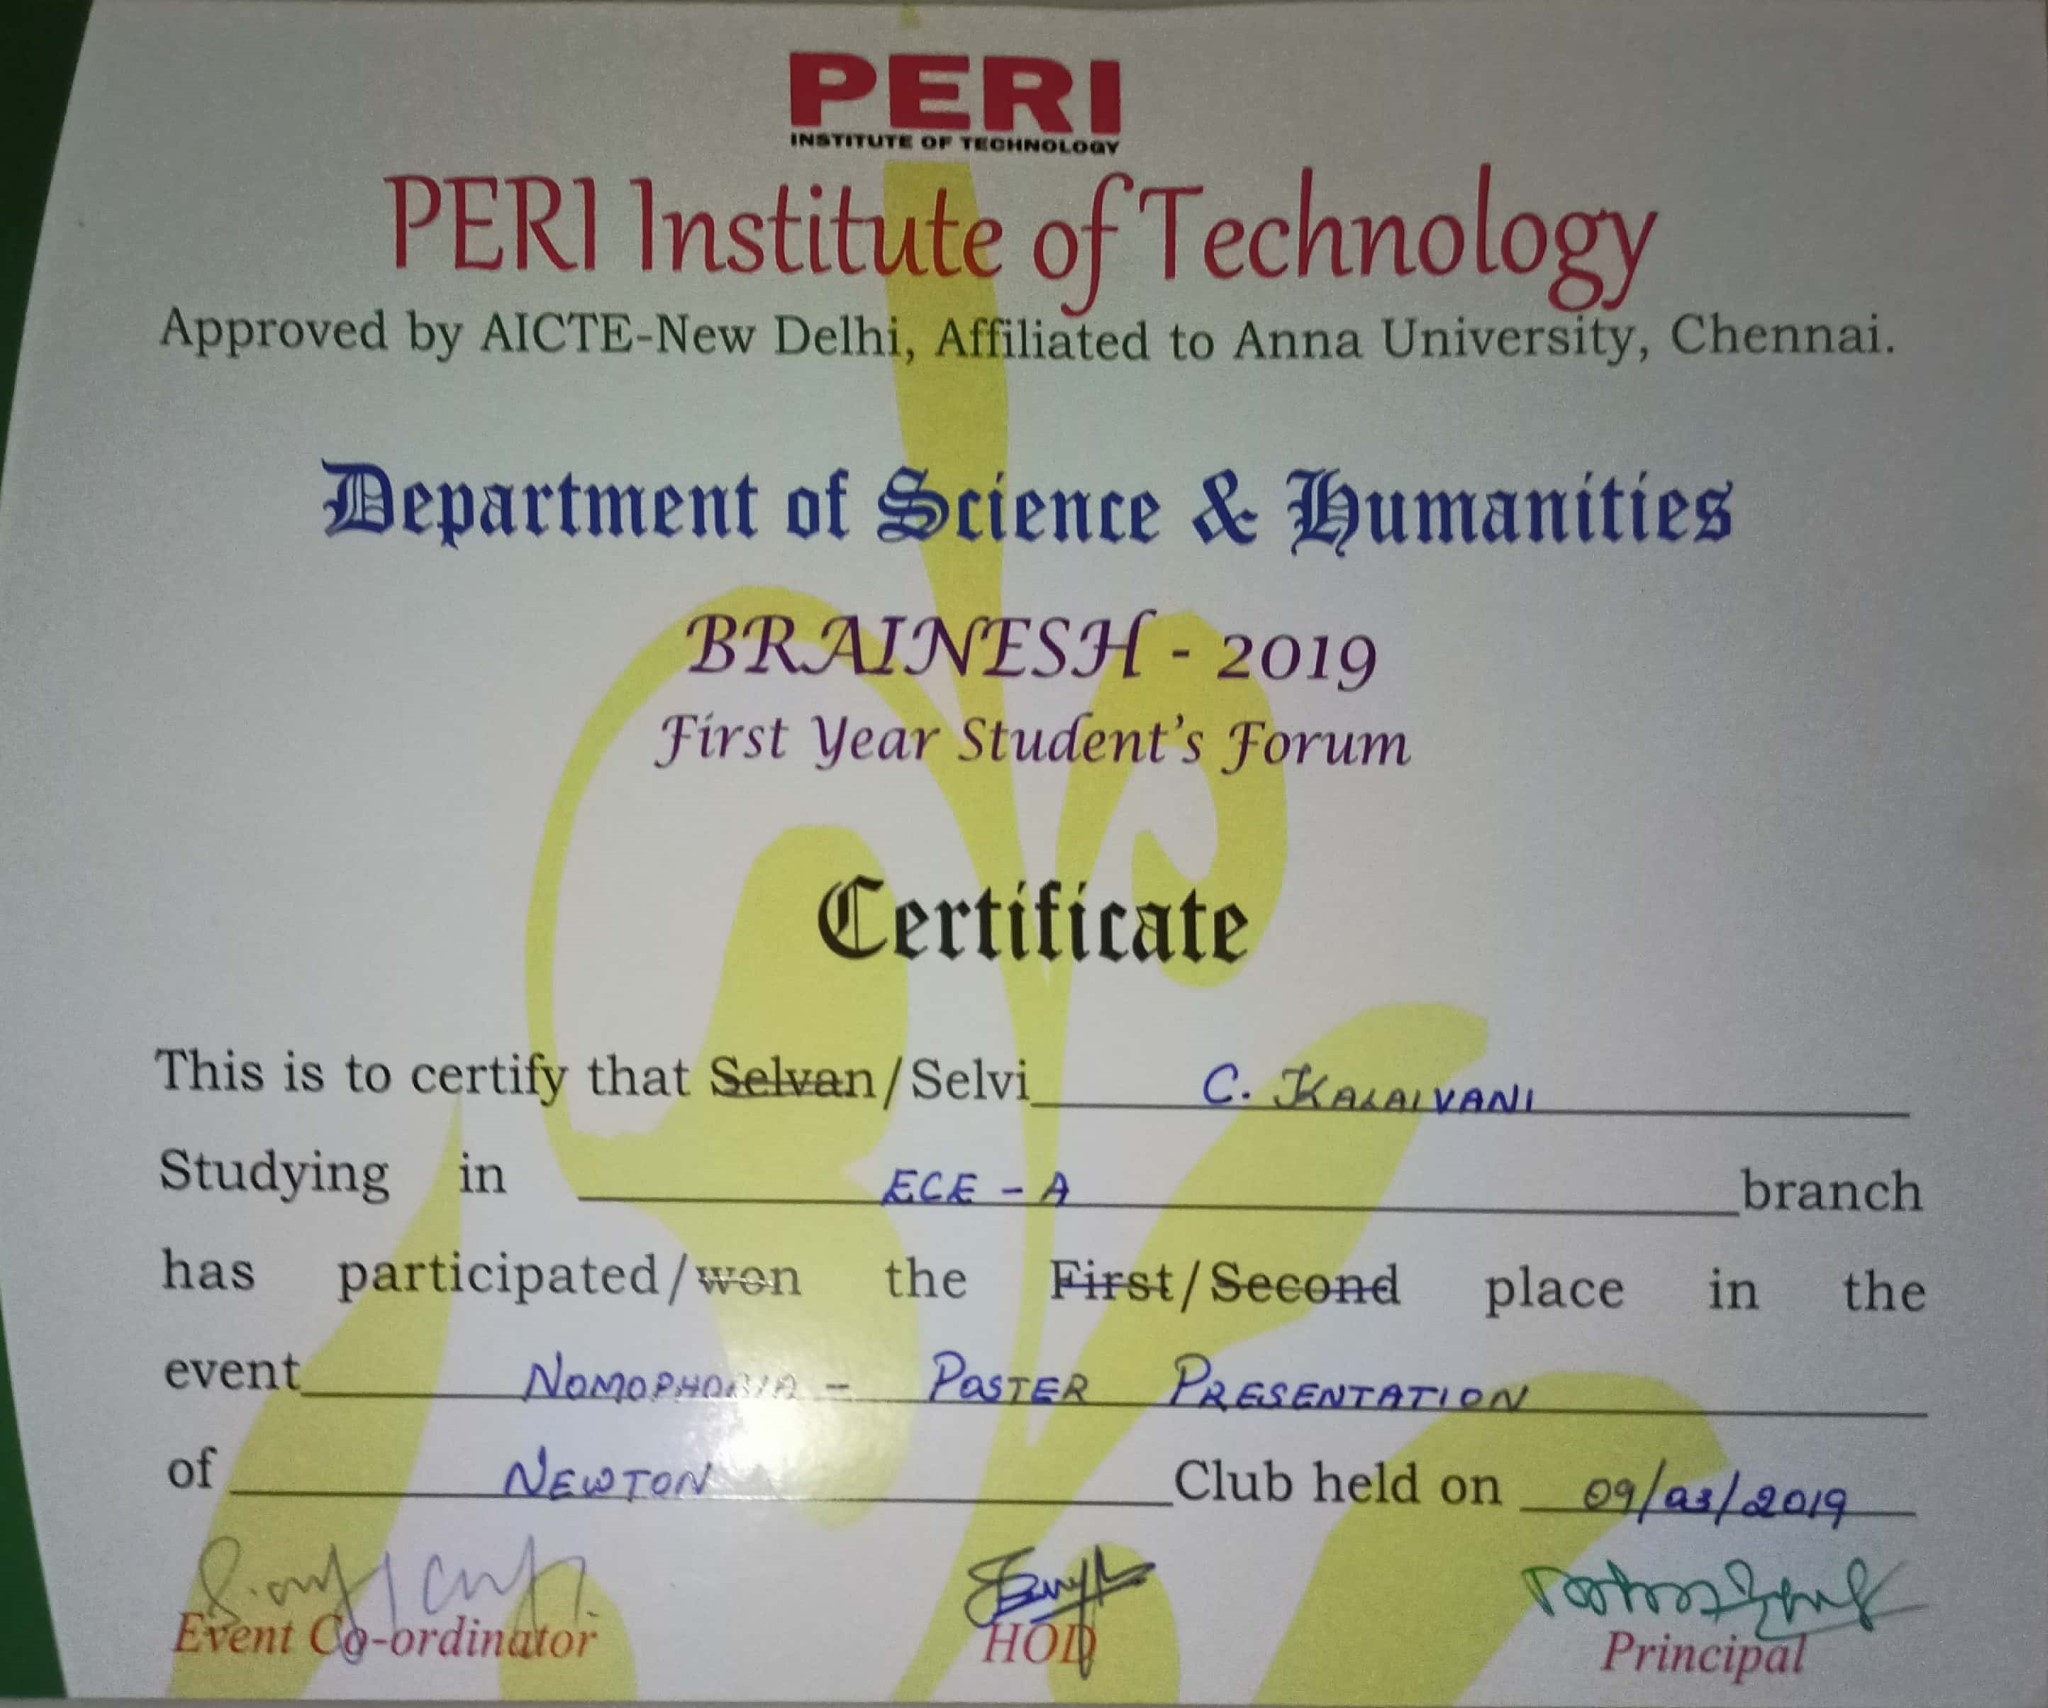 PERI
INSTITUTE OF TECHNOLOGY
PERI Institute of Technology
Approved by AICTE-New Delhi, Affiliated to Anna University, Chennai.
Department of Science & Humanities
BRAINESH - 2019
First Year Student's Forum
Certificate
This is to certify that Selvan/Selvi C. KALAIVANI
Studying in ECE - A branch
has participated/won the First/Second place in the
event NOMOPHOBIA - POSTER PRESENTATION
of NEWTON Club held on 09/03/2019
Event Co-ordinator HOD Principal